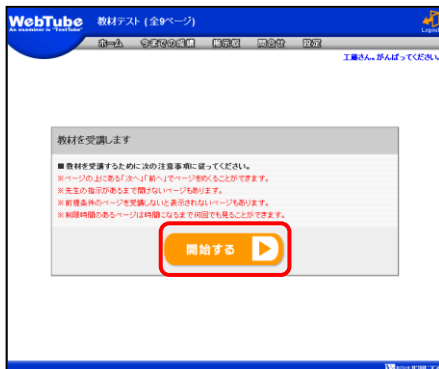 WebTube
An examiner is "TestTube"
教材テスト (全9ページ)
Logout
ホーム 今までの成績 掲示板 問合せ 設定
工藤さん。がんばってください。
教材を受講します
■教材を受講するために次の注意事項に従ってください。
※ページの上にある「次へ」「前へ」でページをめくることができます。
※先生の指示があるまで開けないページもあります。
※前提条件のページを受講しないと表示されないページもあります。
※制限時間のあるページは時間になるまで何回でも見ることができます。
開始する